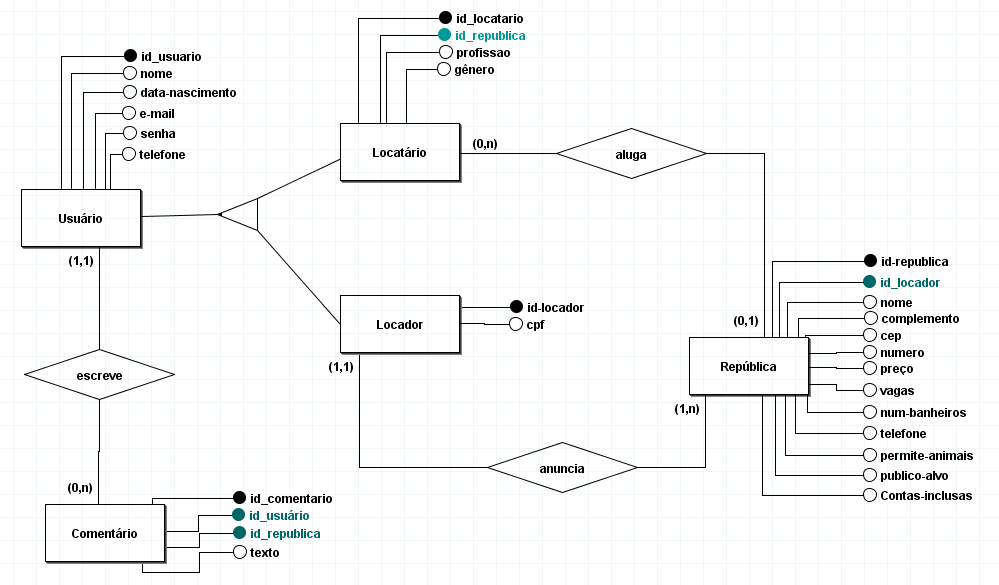 id_locatario
id_republica
profissao
gênero
id_usuario
nome
data-nascimento
e-mail
senha
telefone
Locatário
(0,n)
aluga
Usuário
(1,1)
id-republica
id_locador
nome
complemento
cep
numero
preço
vagas
num-banheiros
telefone
permite-animais
publico-alvo
Contas-inclusas
(0,1)
República
(1,n)
Locador
id-locador
cpf
(1,1)
escreve
anuncia
(0,n)
Comentário
id_comentario
id_usuário
id_republica
texto